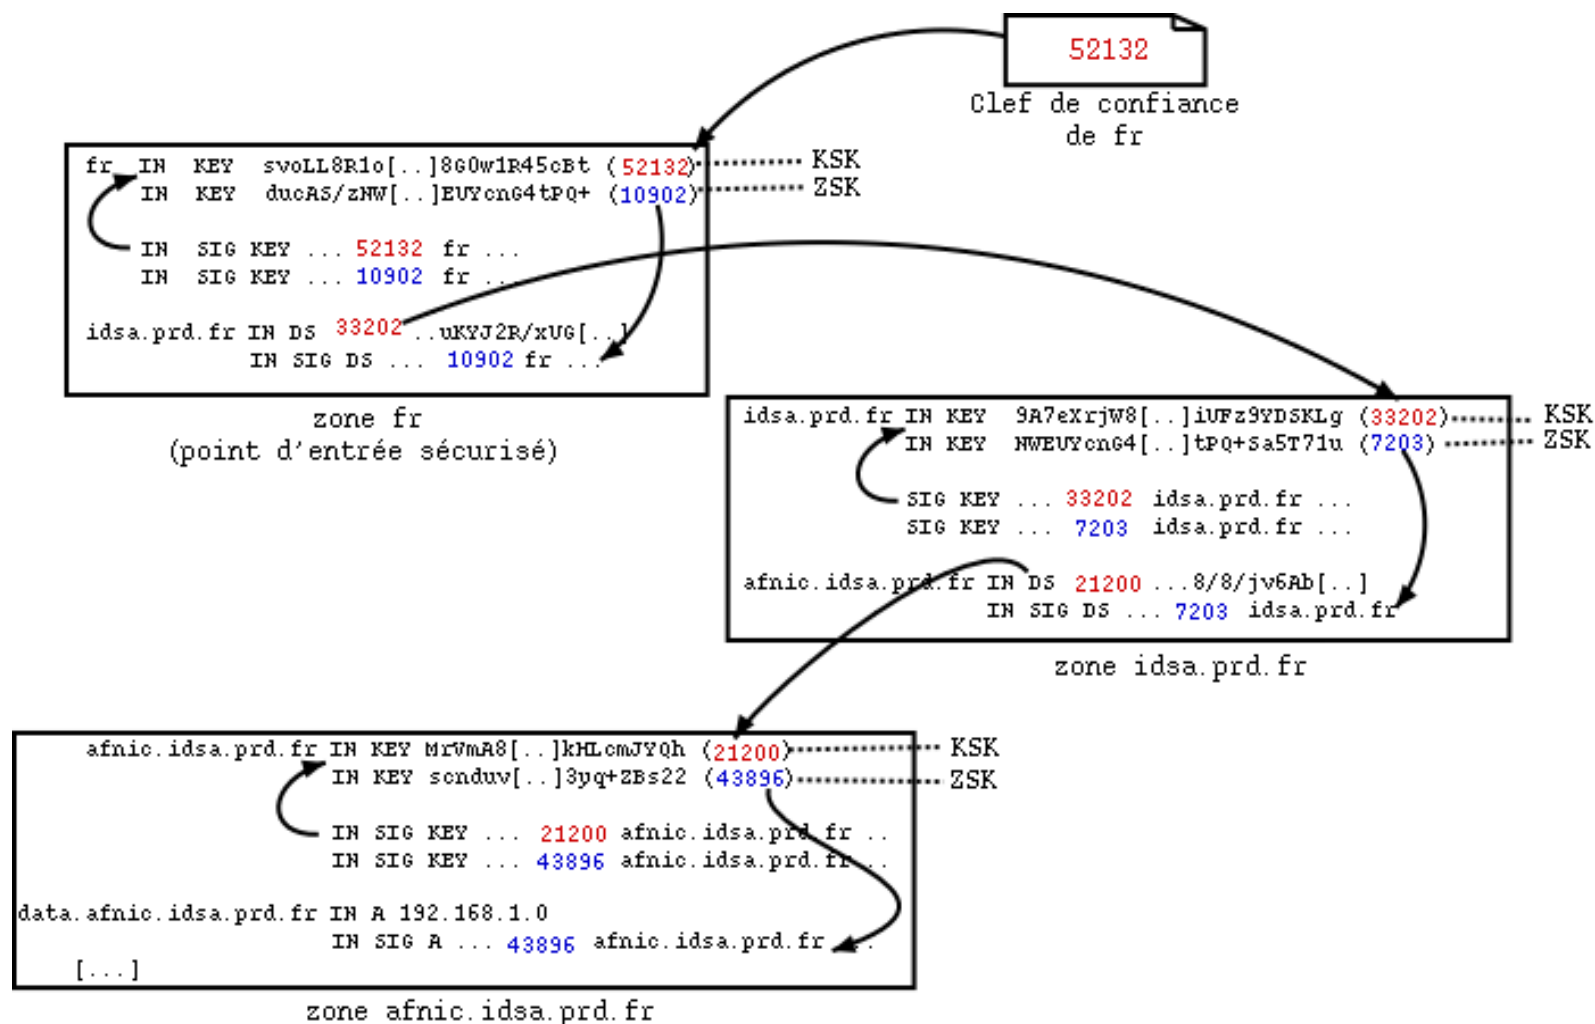 52132
Clef de confiance
de fr
fr IN KEY svoLL8R1o[..]8G0w1R45cBt (52132) KSK
IN KEY ducAS/zNW[..]EUYcnG4tPQ+ (10902) ZSK
IN SIG KEY ... 52132 fr ...
IN SIG KEY ... 10902 fr ...
idsa.prd.fr IN DS 33202 ..uKYJ2R/xUG[..]
IN SIG DS ... 10902 fr ...
zone fr
(point d'entrée sécurisé)
idsa.prd.fr IN KEY 9A7eXrjW8[..]iUFz9YDSKLg (33202) KSK
IN KEY NWEUYcnG4[..]tPQ+Sa5T71u (7203) ZSK
SIG KEY ... 33202 idsa.prd.fr ...
SIG KEY ... 7203 idsa.prd.fr ...
afnic.idsa.prd.fr IN DS 21200 ...8/8/jv6Ab[..]
IN SIG DS ... 7203 idsa.prd.fr
zone idsa.prd.fr
afnic.idsa.prd.fr IN KEY MrVmA8[..]kHLcmJYQh (21200) KSK
IN KEY scnduv[..]3yq+ZBs22 (43896) ZSK
IN SIG KEY ... 21200 afnic.idsa.prd.fr ..
IN SIG KEY ... 43896 afnic.idsa.prd.fr ..
data.afnic.idsa.prd.fr IN A 192.168.1.0
IN SIG A ... 43896 afnic.idsa.prd.fr ...
[...]
zone afnic.idsa.prd.fr